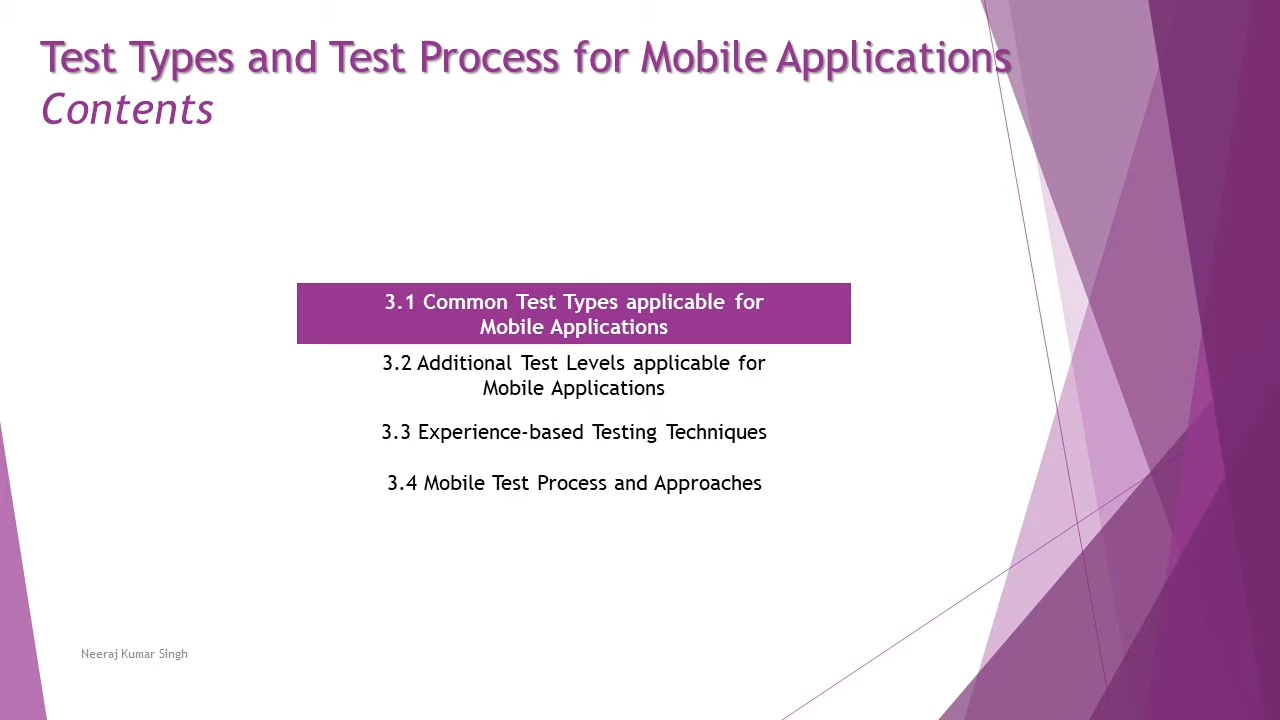 Test Types and Test Process for Mobile Applications
Contents
3.1 Common Test Types applicable for
Mobile Applications
3.2 Additional Test Levels applicable for
Mobile Applications
3.3 Experience-based Testing Techniques
3.4 Mobile Test Process and Approaches
Neeraj Kumar Singh